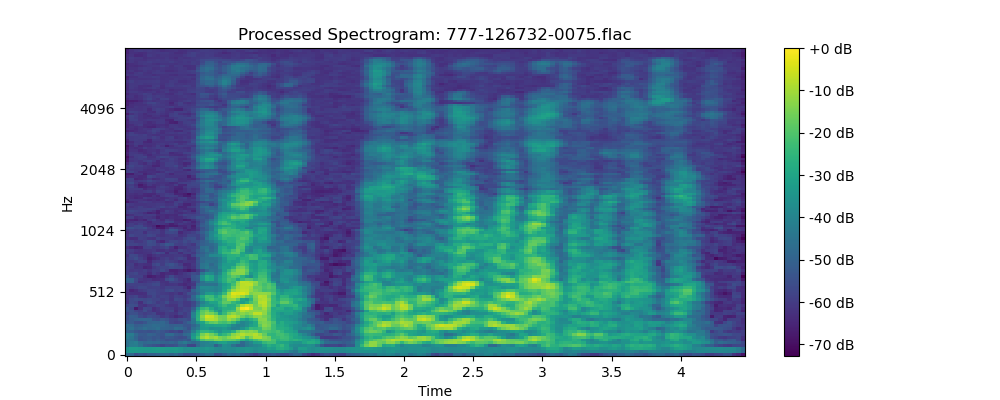 Processed Spectrogram: 777-126732-0075.flac
Hz
4096
2048
1024
512
0
0
0.5
1
1.5
2
2.5
3
3.5
4
Time
+0 dB
-10 dB
-20 dB
-30 dB
-40 dB
-50 dB
-60 dB
-70 dB